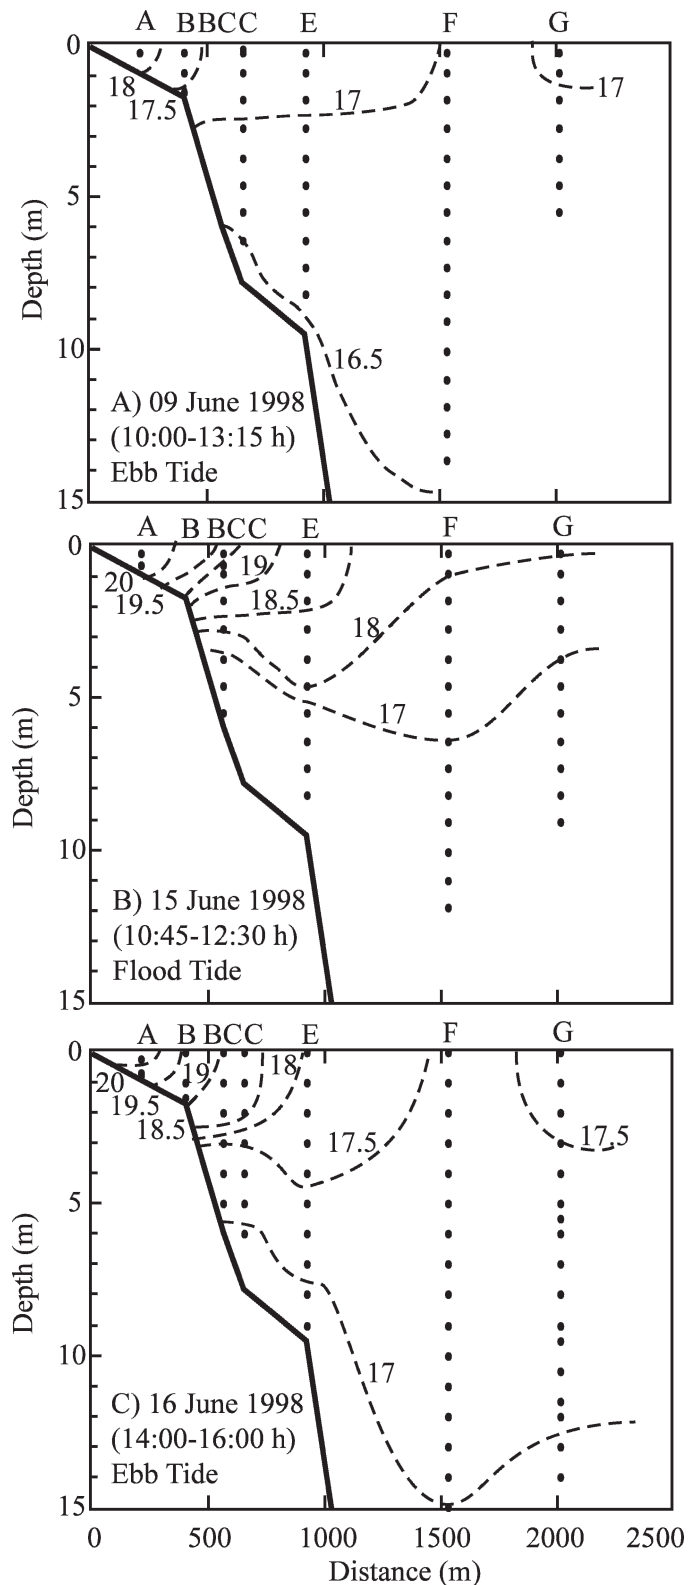 A B BC C E F G
0
18
17.5
17
17
5
Depth (m)
10
16.5
A) 09 June 1998
(10:00-13:15 h)
Ebb Tide
15
A B BC C E F G
0
20
19.5
19
18.5
18
5
17
Depth (m)
10
B) 15 June 1998
(10:45-12:30 h)
Flood Tide
15
A B BC C E F G
0
20
19
18
19.5
18.5
17.5
17.5
5
Depth (m)
10
17
C) 16 June 1998
(14:00-16:00 h)
Ebb Tide
15
0 500 1000 1500 2000 2500
Distance (m)